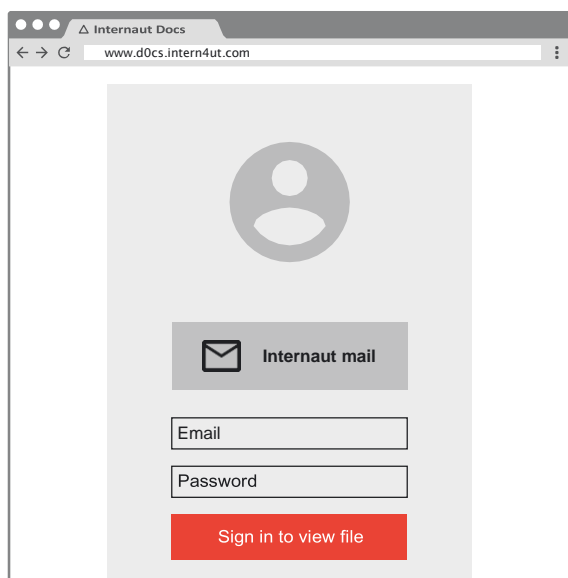 Internaut Docs
www.d0cs.intern4ut.com
Internaut mail
Email
Password
Sign in to view file